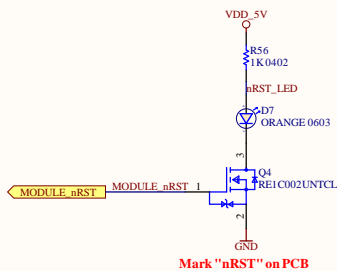 VDD_5V
R56
1K 0402
nRST_LED
D7
ORANGE 0603
3
Q4
RE1C002UNTCL
MODULE_nRST
MODULE_nRST 1
2
GND
Mark "nRST" on PCB